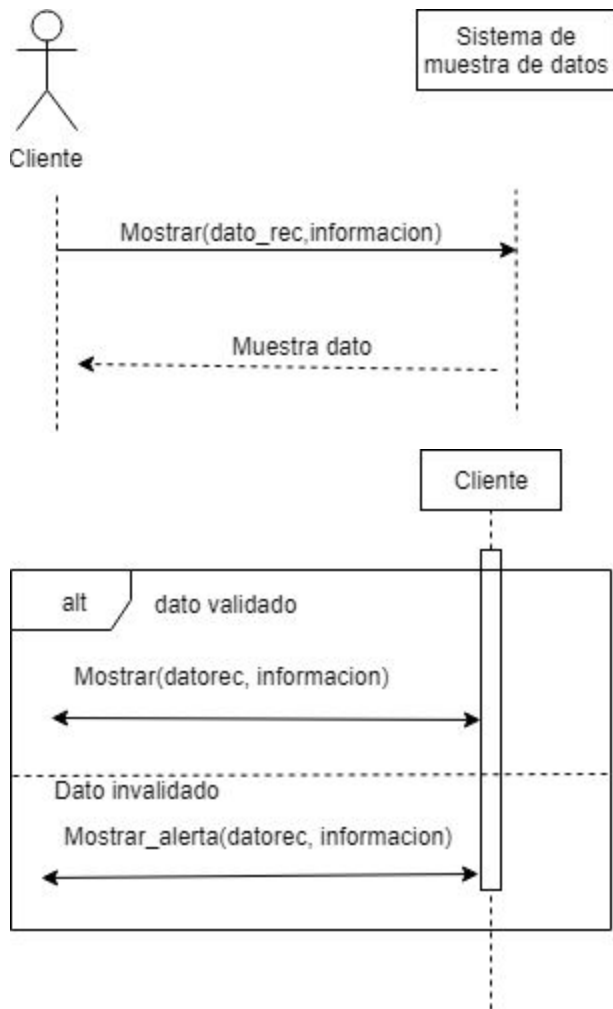 Sistema de
muestra de datos
Cliente
Mostrar(dato_rec,informacion)
Muestra dato
Cliente
alt
dato validado
Mostrar(datorec, informacion)
Dato invalidado
Mostrar_alerta(datorec, informacion)